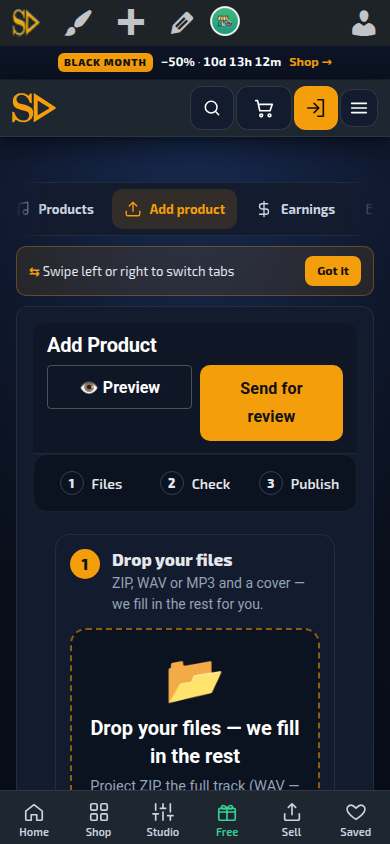 BLACK MONTH −50% · 10d 13h 12m Shop →
Products Add product $ Earnings
⇆ Swipe left or right to switch tabs Got it
Add Product
Preview
Send for
review
1 Files 2 Check 3 Publish
1 Drop your files
ZIP, WAV or MP3 and a cover —
we fill in the rest for you.
Drop your files — we fill
in the rest
Project ZIP, the full track (WAV —
Home Shop Studio Free Sell Saved